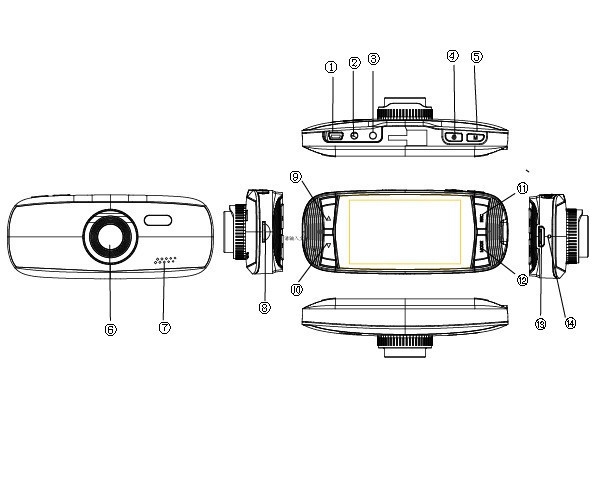 ① ② ③ ④ ⑤
M
⑨ ⑪
⑥ ⑦ ⑧ ⑩ ⑫ ⑬ ⑭